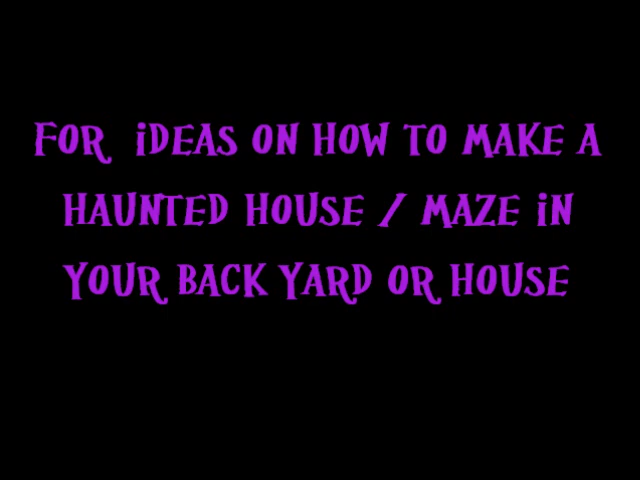 FOR iDEAS ON HOW TO MAKE A
HAUNTED HOUSE / MAZE iN
YOUR BACK YARD OR HOUSE